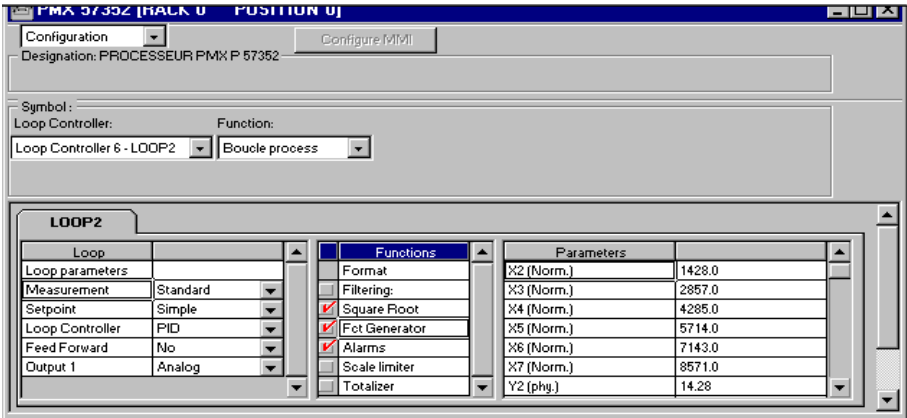 PMX 57352 [RACK 0 POSITION 0]
Configuration Configure MMI
Designation: PROCESSEUR PMX P 57352
Symbol :
Loop Controller: Function:
Loop Controller 6 - LOOP2 Boucle process
LOOP2
Loop Functions Parameters
Loop parameters Format X2 (Norm.) 1428.0
Measurement Standard Filtering: X3 (Norm.) 2857.0
Setpoint Simple Square Root X4 (Norm.) 4285.0
Loop Controller PID Fct Generator X5 (Norm.) 5714.0
Feed Forward No Alarms X6 (Norm.) 7143.0
Output 1 Analog Scale limiter X7 (Norm.) 8571.0
Totalizer Y2 (phy.) 14.28